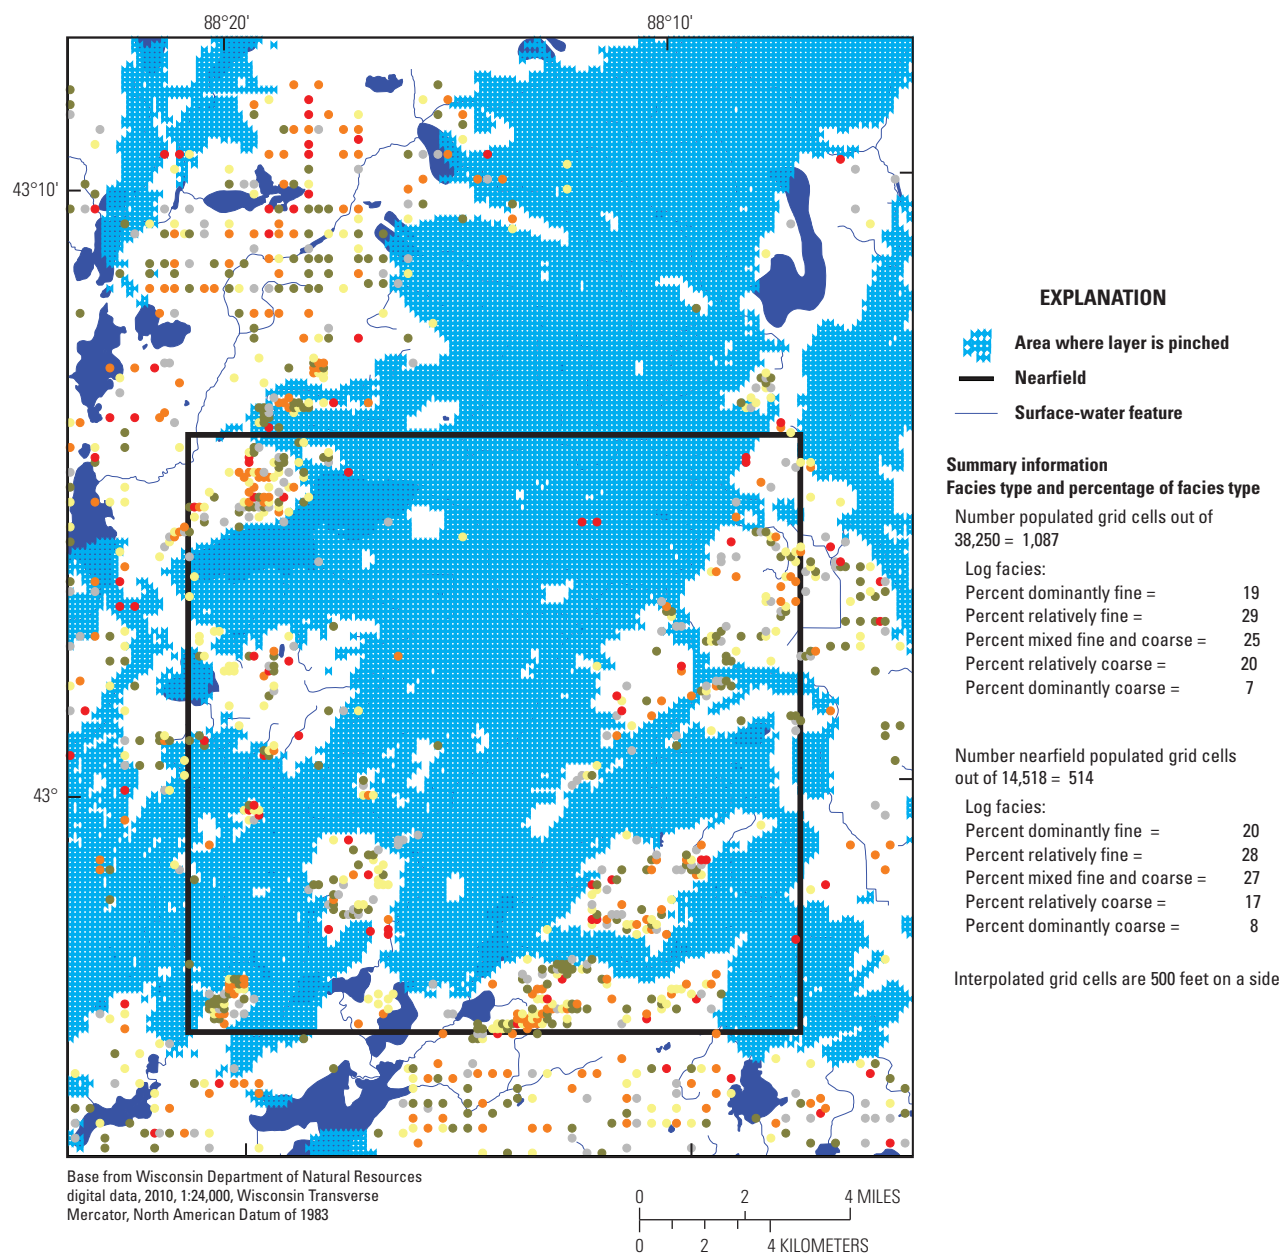 88°20'
88°10'
43°10'
43°
EXPLANATION
Area where layer is pinched
Nearfield
Surface-water feature
Summary information
Facies type and percentage of facies type
Number populated grid cells out of
38,250 = 1,087
Log facies:
Percent dominantly fine = 19
Percent relatively fine = 29
Percent mixed fine and coarse = 25
Percent relatively coarse = 20
Percent dominantly coarse = 7
Number nearfield populated grid cells
out of 14,518 = 514
Log facies:
Percent dominantly fine = 20
Percent relatively fine = 28
Percent mixed fine and coarse = 27
Percent relatively coarse = 17
Percent dominantly coarse = 8
Interpolated grid cells are 500 feet on a side
Base from Wisconsin Department of Natural Resources
digital data, 2010, 1:24,000, Wisconsin Transverse
Mercator, North American Datum of 1983
0 2 4 MILES
0 2 4 KILOMETERS